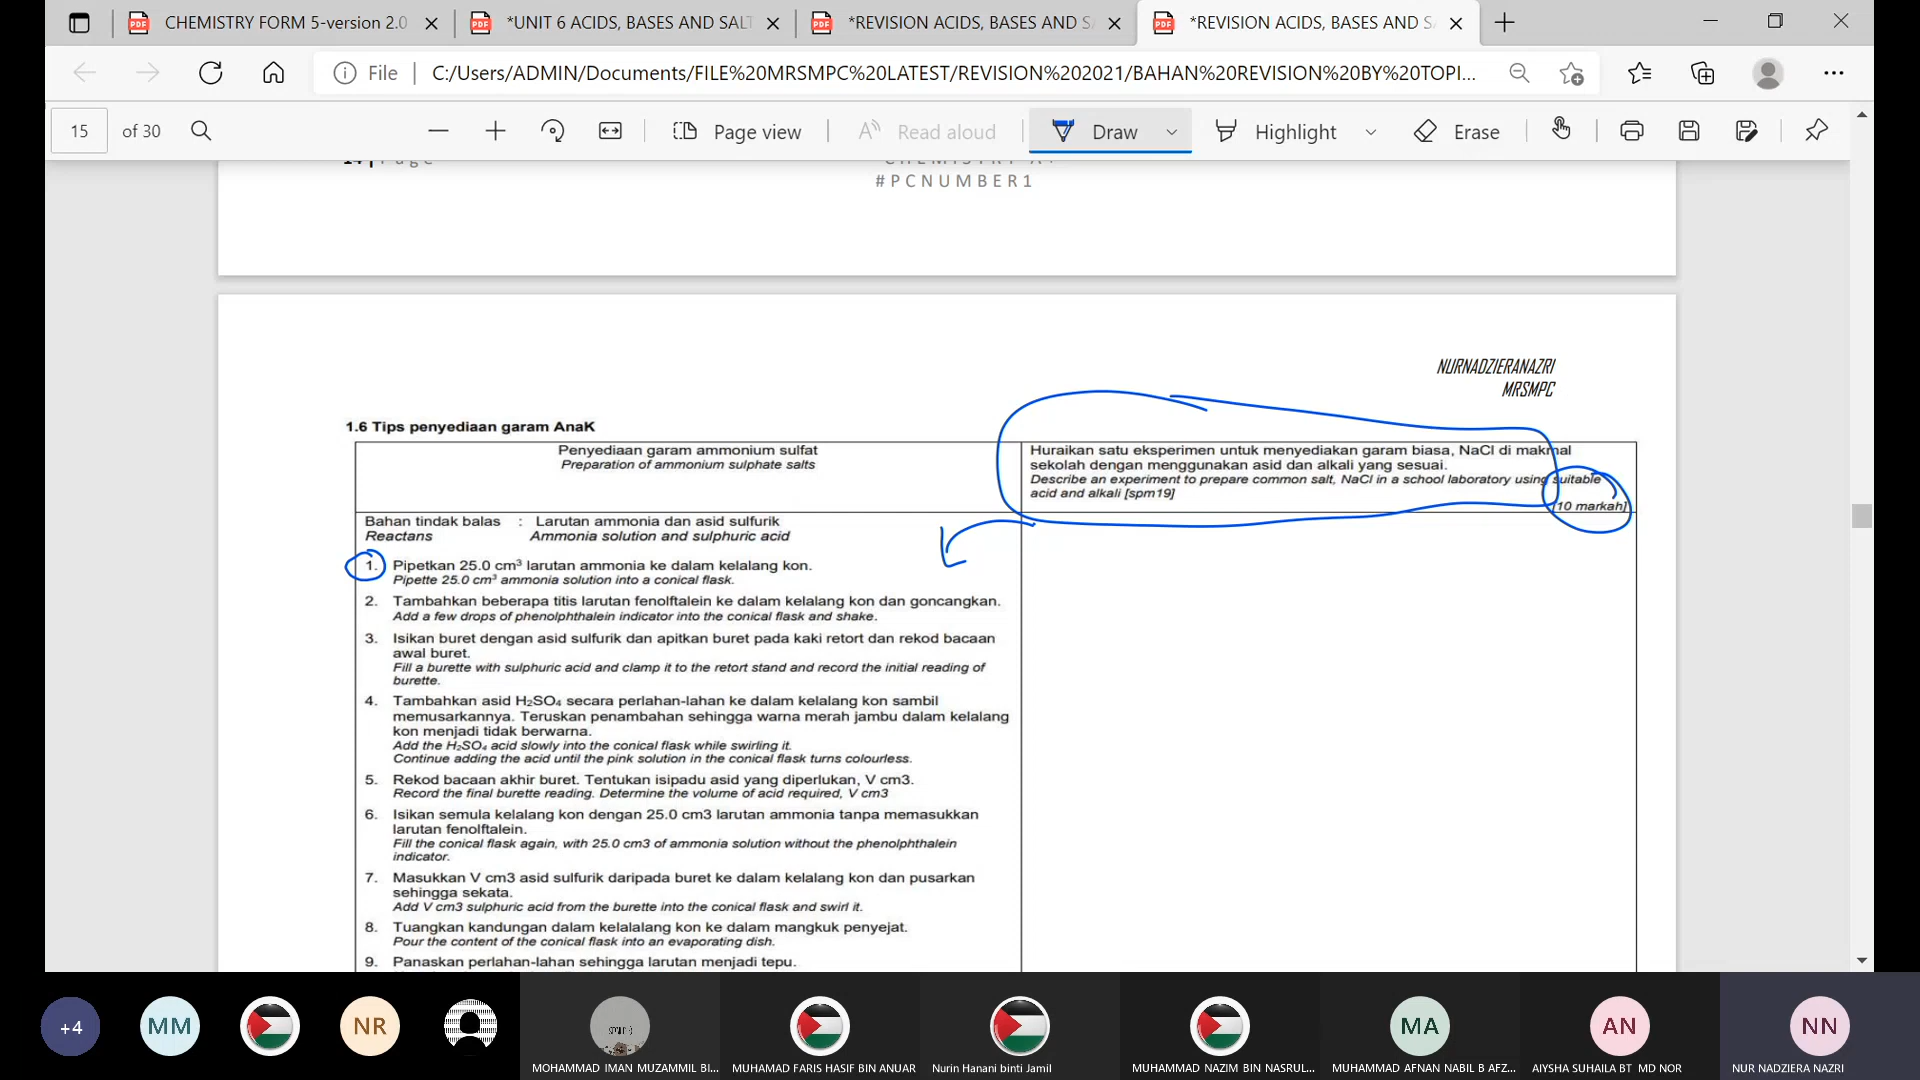 CHEMISTRY FORM 5-version 2.0
*UNIT 6 ACIDS, BASES AND SALT
*REVISION ACIDS, BASES AND SA
*REVISION ACIDS, BASES AND SA
File
C:/Users/ADMIN/Documents/FILE%20MRSMPC%20LATEST/REVISION%202021/BAHAN%20REVISION%20BY%20TOPI...
15 of 30
Page view
Read aloud
Draw
Highlight
Erase
14 | Page
CHEMISTRY A+
#PCNUMBER1
NURNADZIERANAZRI
MRSMPC
1.6 Tips penyediaan garam AnaK
Penyediaan garam ammonium sulfat
Preparation of ammonium sulphate salts
Huraikan satu eksperimen untuk menyediakan garam biasa, NaCl di makmal
sekolah dengan menggunakan asid dan alkali yang sesuai.
Describe an experiment to prepare common salt, NaCl in a school laboratory using suitable
acid and alkali [spm19]
[10 markah]
Bahan tindak balas : Larutan ammonia dan asid sulfurik
Reactans Ammonia solution and sulphuric acid
1. Pipetkan 25.0 cm³ larutan ammonia ke dalam kelalang kon.
Pipette 25.0 cm³ ammonia solution into a conical flask.
2. Tambahkan beberapa titis larutan fenolftalein ke dalam kelalang kon dan goncangkan.
Add a few drops of phenolphthalein indicator into the conical flask and shake.
3. Isikan buret dengan asid sulfurik dan apitkan buret pada kaki retort dan rekod bacaan
awal buret.
Fill a burette with sulphuric acid and clamp it to the retort stand and record the initial reading of
burette.
4. Tambahkan asid H₂SO₄ secara perlahan-lahan ke dalam kelalang kon sambil
memusarkannya. Teruskan penambahan sehingga warna merah jambu dalam kelalang
kon menjadi tidak berwarna.
Add the H₂SO₄ acid slowly into the conical flask while swirling it.
Continue adding the acid until the pink solution in the conical flask turns colourless.
5. Rekod bacaan akhir buret. Tentukan isipadu asid yang diperlukan, V cm3.
Record the final burette reading. Determine the volume of acid required, V cm3
6. Isikan semula kelalang kon dengan 25.0 cm3 larutan ammonia tanpa memasukkan
larutan fenolftalein.
Fill the conical flask again, with 25.0 cm3 of ammonia solution without the phenolphthalein
indicator.
7. Masukkan V cm3 asid sulfurik daripada buret ke dalam kelalang kon dan pusarkan
sehingga sekata.
Add V cm3 sulphuric acid from the burette into the conical flask and swirl it.
8. Tuangkan kandungan dalam kelalalang kon ke dalam mangkuk penyejat.
Pour the content of the conical flask into an evaporating dish.
9. Panaskan perlahan-lahan sehingga larutan menjadi tepu.
+4
MM
NR
MA
AN
NN
MOHAMMAD IMAN MUZAMMIL BI...
MUHAMAD FARIS HASIF BIN ANUAR
Nurin Hanani binti Jamil
MUHAMMAD NAZIM BIN NASRUL...
MUHAMMAD AFNAN NABIL B AFZ...
AIYSHA SUHAILA BT MD NOR
NUR NADZIERA NAZRI